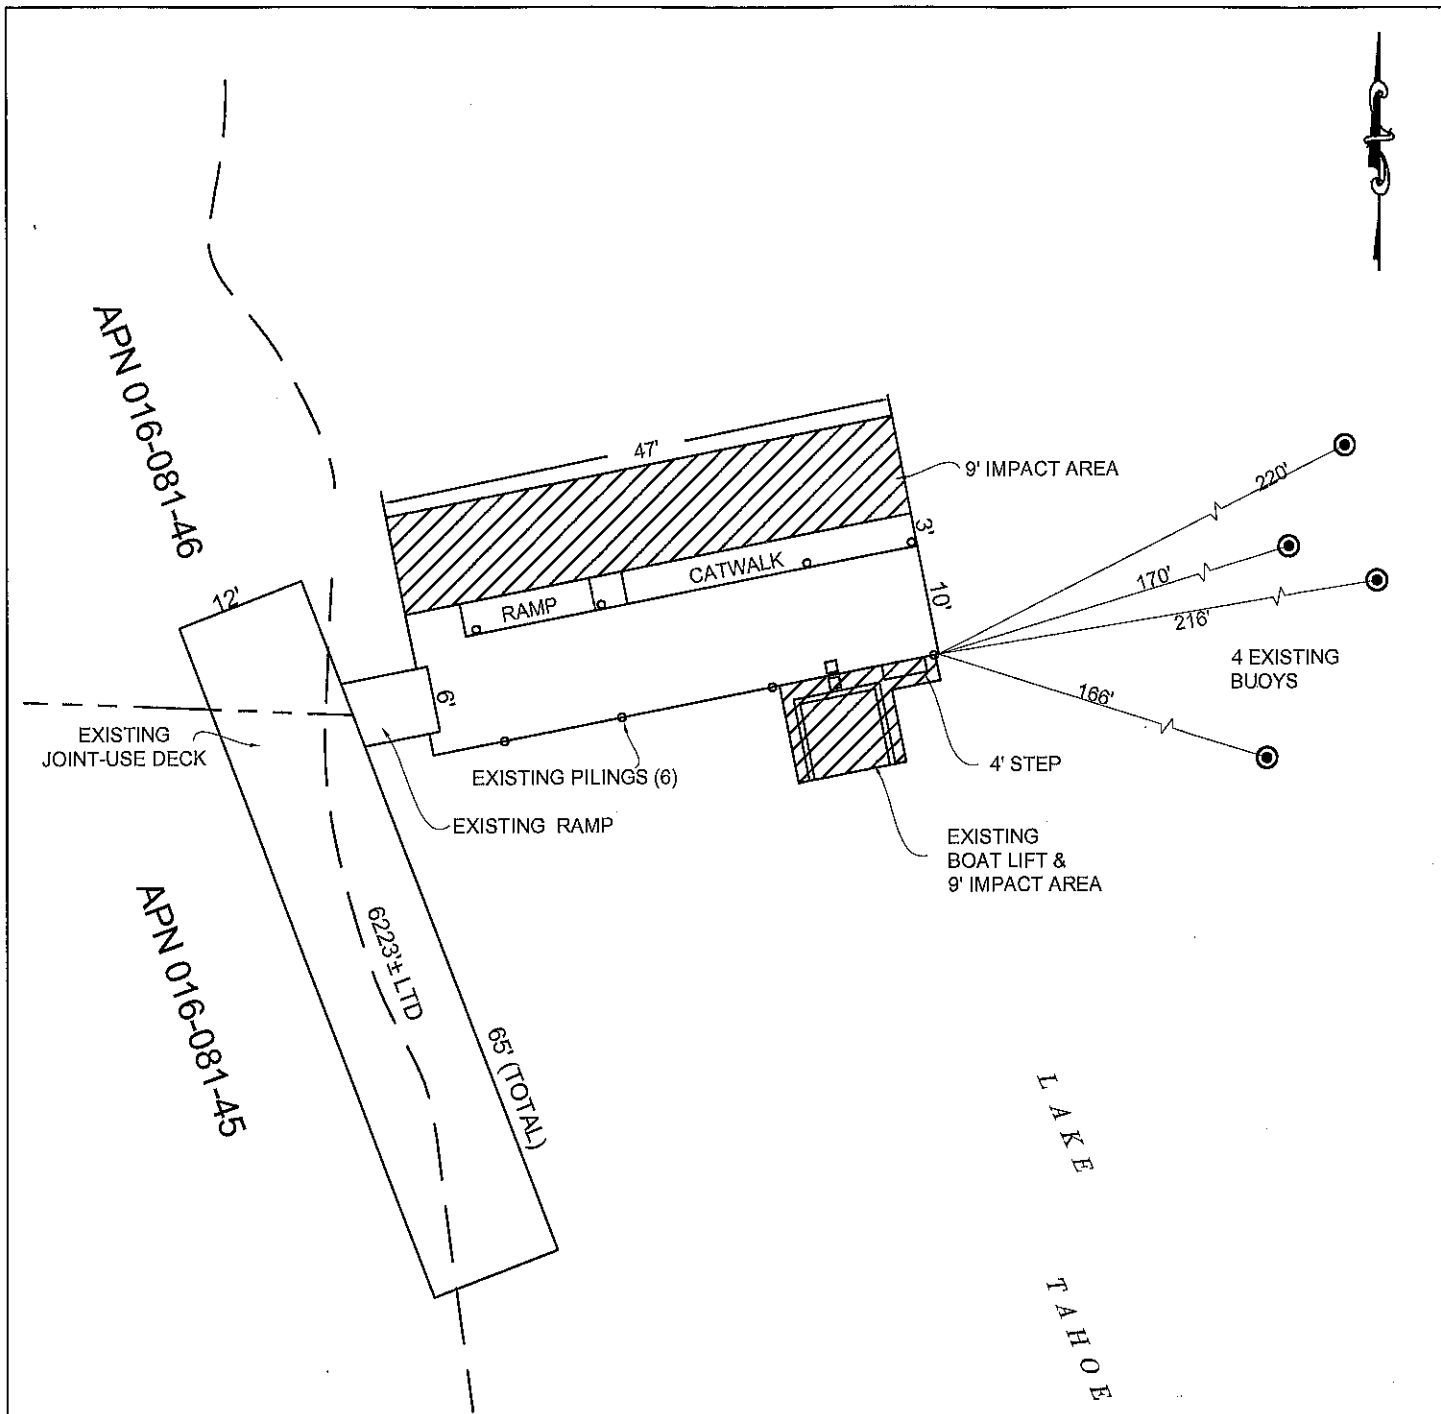 APN 016-081-46
47'
9' IMPACT AREA
220'
3'
CATWALK
RAMP
10'
170'
12'
216'
4 EXISTING
BUOYS
6'
166'
EXISTING
JOINT-USE DECK
4' STEP
EXISTING PILINGS (6)
EXISTING RAMP
EXISTING
BOAT LIFT &
9' IMPACT AREA
APN 016-081-45
6223'± LTD
65' (TOTAL)
LAKE
TAHOE